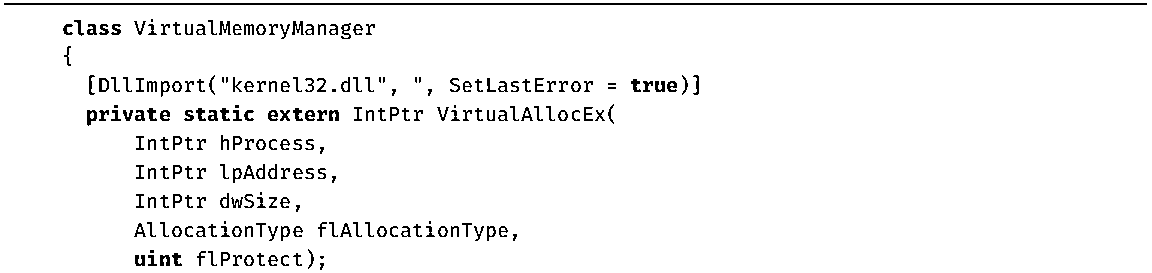 class VirtualMemoryManager
{
[DllImport("kernel32.dll", ", SetLastError = true)]
private static extern IntPtr VirtualAllocEx(
IntPtr hProcess,
IntPtr lpAddress,
IntPtr dwSize,
AllocationType flAllocationType,
uint flProtect);